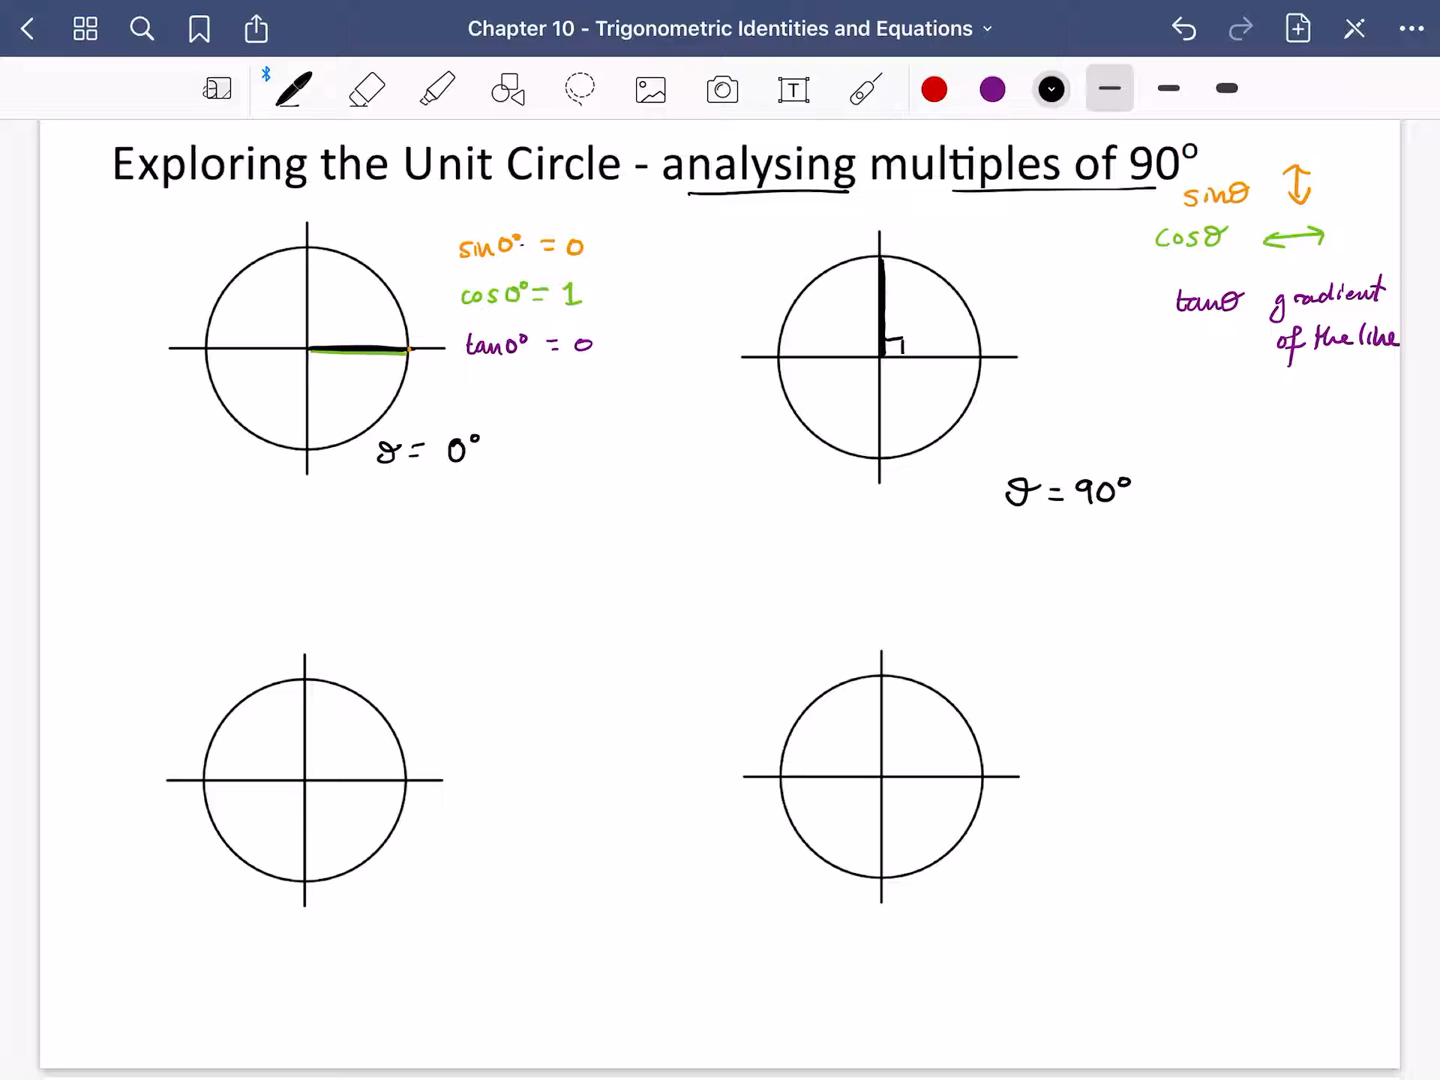 Chapter 10 - Trigonometric Identities and Equations
Exploring the Unit Circle - analysing multiples of 90°
sinθ
cosθ
tanθ gradient
of the line
sin0° = 0
cos0° = 1
tan0° = 0
θ = 0°
θ = 90°